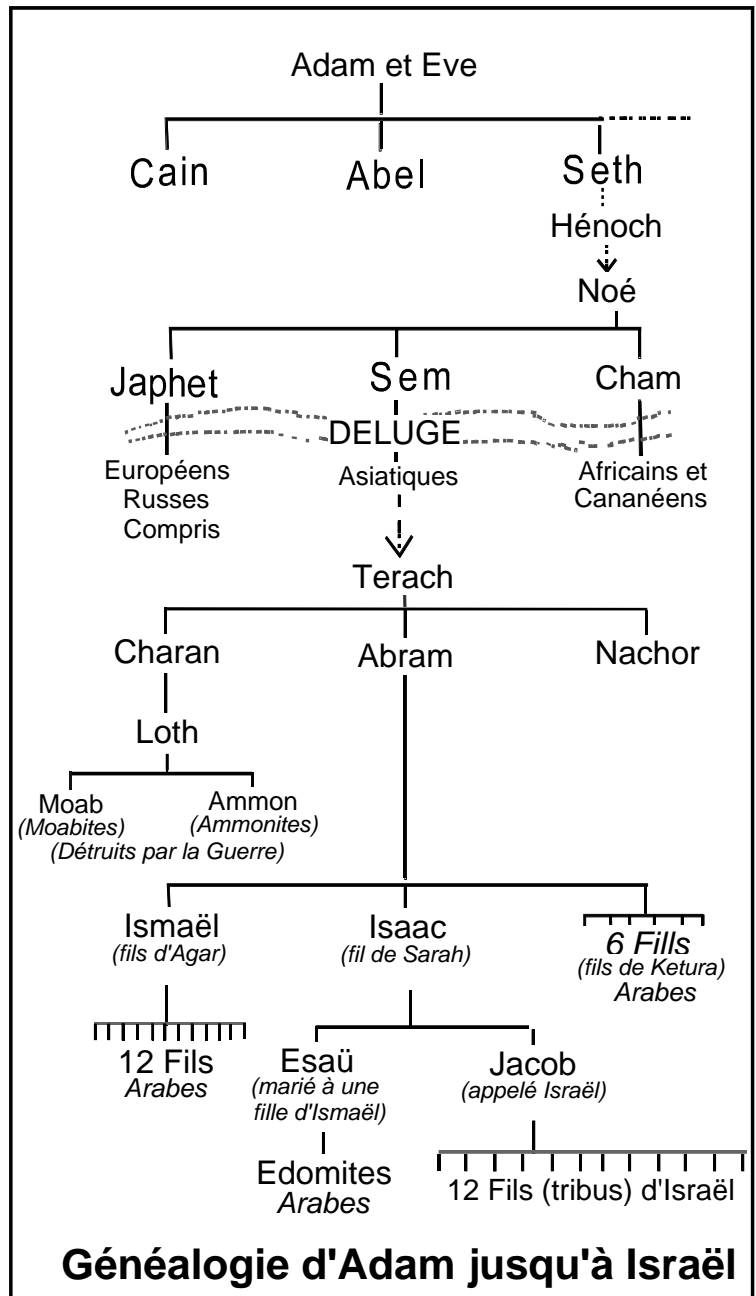 Adam et Eve
Cain Abel Seth
Hénoch
Noé
Japhet Sem Cham
DELUGE
Européens
Russes
Compris
Asiatiques
Africains et
Cananéens
Terach
Charan Abram Nachor
Loth
Moab
(Moabites)
Ammon
(Ammonites)
(Détruits par la Guerre)
Ismaël
(fils d'Agar)
Isaac
(fil de Sarah)
6 Fills
(fils de Ketura)
Arabes
12 Fils
Arabes
Esaü
(marié à une
fille d'Ismaël)
Jacob
(appelé Israël)
Edomites
Arabes
12 Fils (tribus) d'Israël
Généalogie d'Adam jusqu'à Israël